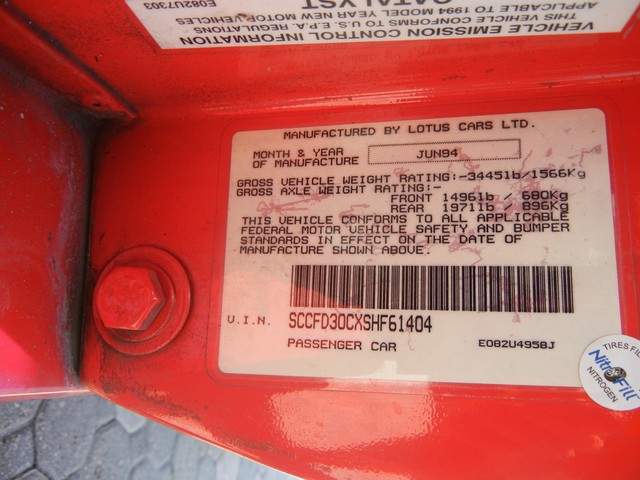 VEHICLE EMISSION CONTROL INFORMATION
THIS VEHICLE CONFORMS TO U.S. E.P.A. REGULATIONS
APPLICABLE TO 1994 MODEL YEAR NEW MOTOR VEHICLES
CATALYST
E082U7303
MANUFACTURED BY LOTUS CARS LTD.
MONTH & YEAR
OF MANUFACTURE
JUN94
GROSS VEHICLE WEIGHT RATING:-3445lb/1566Kg
GROSS AXLE WEIGHT RATING:-
FRONT 1496lb / 680Kg
REAR 1971lb / 896Kg
THIS VEHICLE CONFORMS TO ALL APPLICABLE
FEDERAL MOTOR VEHICLE SAFETY AND BUMPER
STANDARDS IN EFFECT ON THE DATE OF
MANUFACTURE SHOWN ABOVE.
V.I.N. SCCFD30CXSHF61404
PASSENGER CAR
E082U4958J
TIRES
NitroFill
NITROGEN